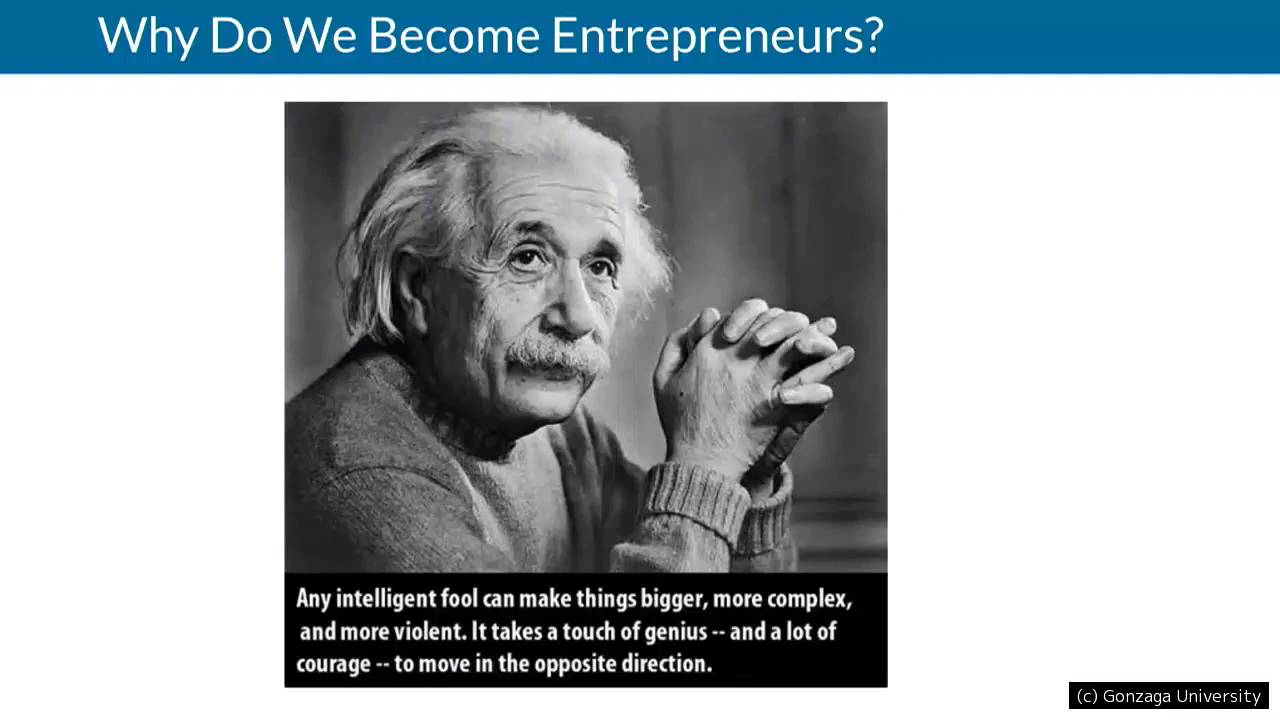 Why Do We Become Entrepreneurs?
Any intelligent fool can make things bigger, more complex,
and more violent. It takes a touch of genius -- and a lot of
courage -- to move in the opposite direction.
(c) Gonzaga University